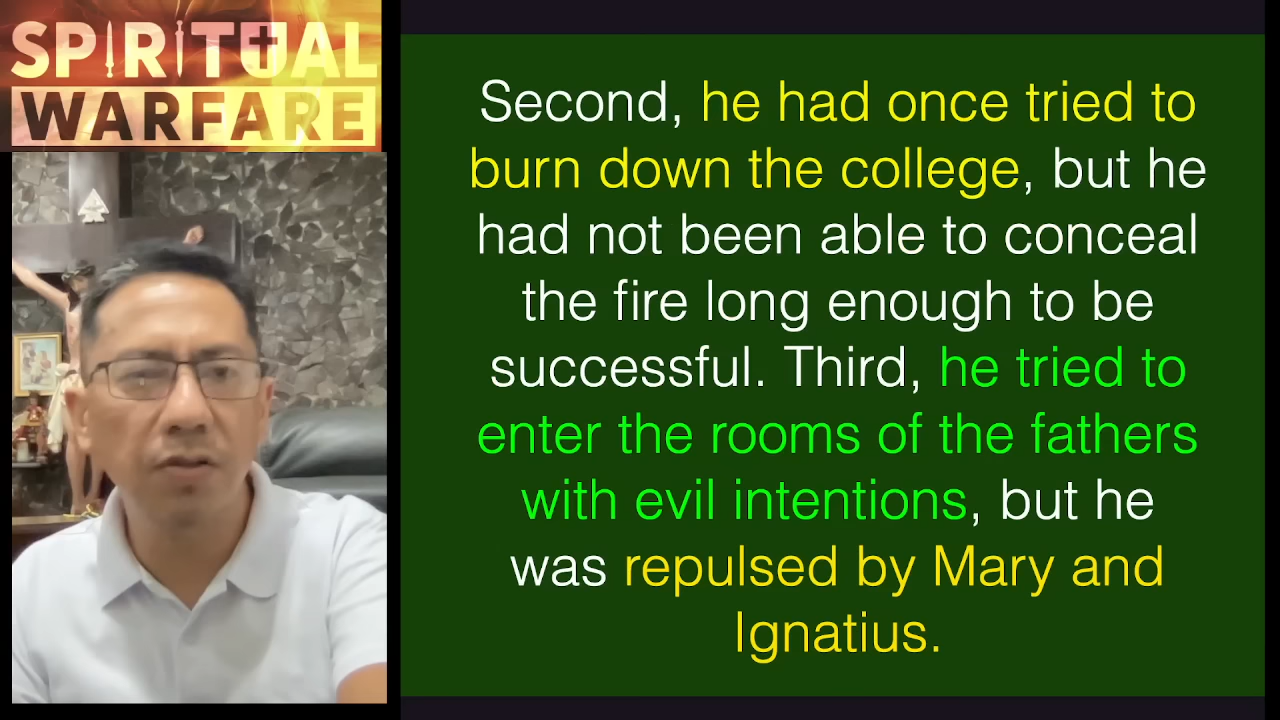 SPIRITUAL
WARFARE
Second, he had once tried to
burn down the college, but he
had not been able to conceal
the fire long enough to be
successful. Third, he tried to
enter the rooms of the fathers
with evil intentions, but he
was repulsed by Mary and
Ignatius.